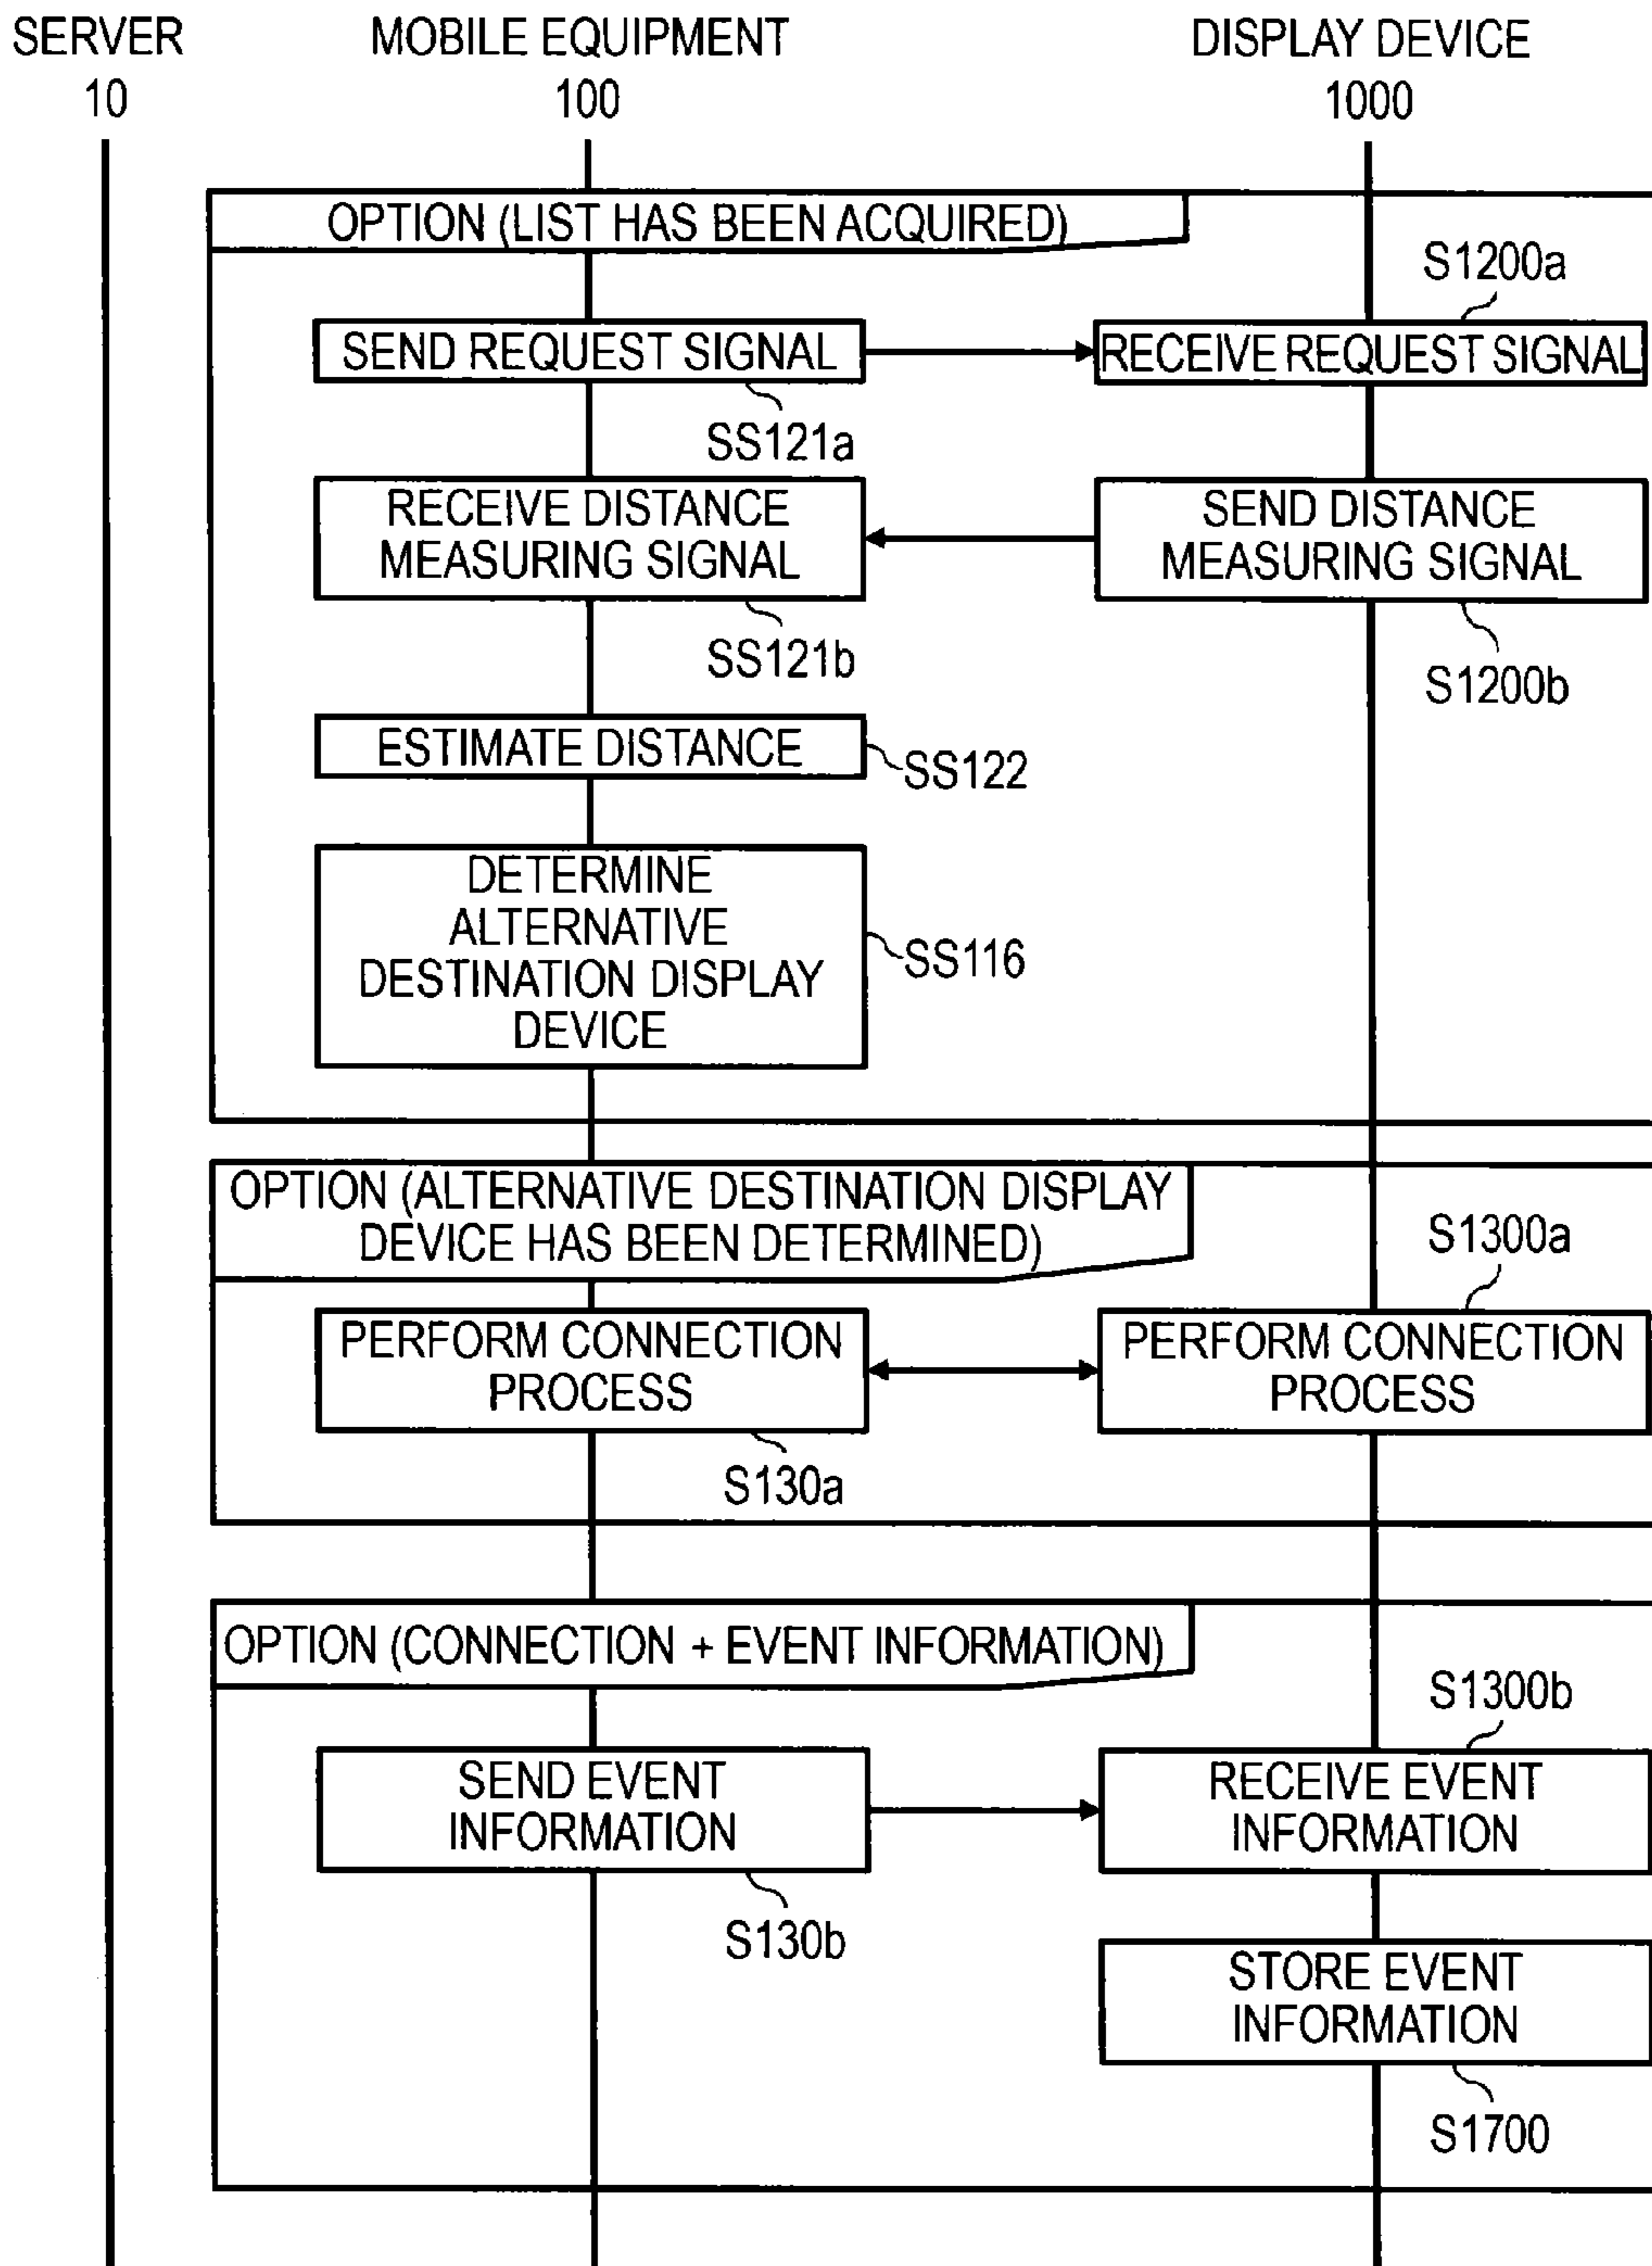 SERVER
10
MOBILE EQUIPMENT
100
DISPLAY DEVICE
1000
OPTION (LIST HAS BEEN ACQUIRED)
S1200a
SEND REQUEST SIGNAL
RECEIVE REQUEST SIGNAL
SS121a
RECEIVE DISTANCE
MEASURING SIGNAL
SEND DISTANCE
MEASURING SIGNAL
SS121b
S1200b
ESTIMATE DISTANCE
SS122
DETERMINE
ALTERNATIVE
DESTINATION DISPLAY
DEVICE
SS116
OPTION (ALTERNATIVE DESTINATION DISPLAY
DEVICE HAS BEEN DETERMINED)
S1300a
PERFORM CONNECTION
PROCESS
PERFORM CONNECTION
PROCESS
S130a
OPTION (CONNECTION + EVENT INFORMATION)
S1300b
SEND EVENT
INFORMATION
RECEIVE EVENT
INFORMATION
S130b
STORE EVENT
INFORMATION
S1700